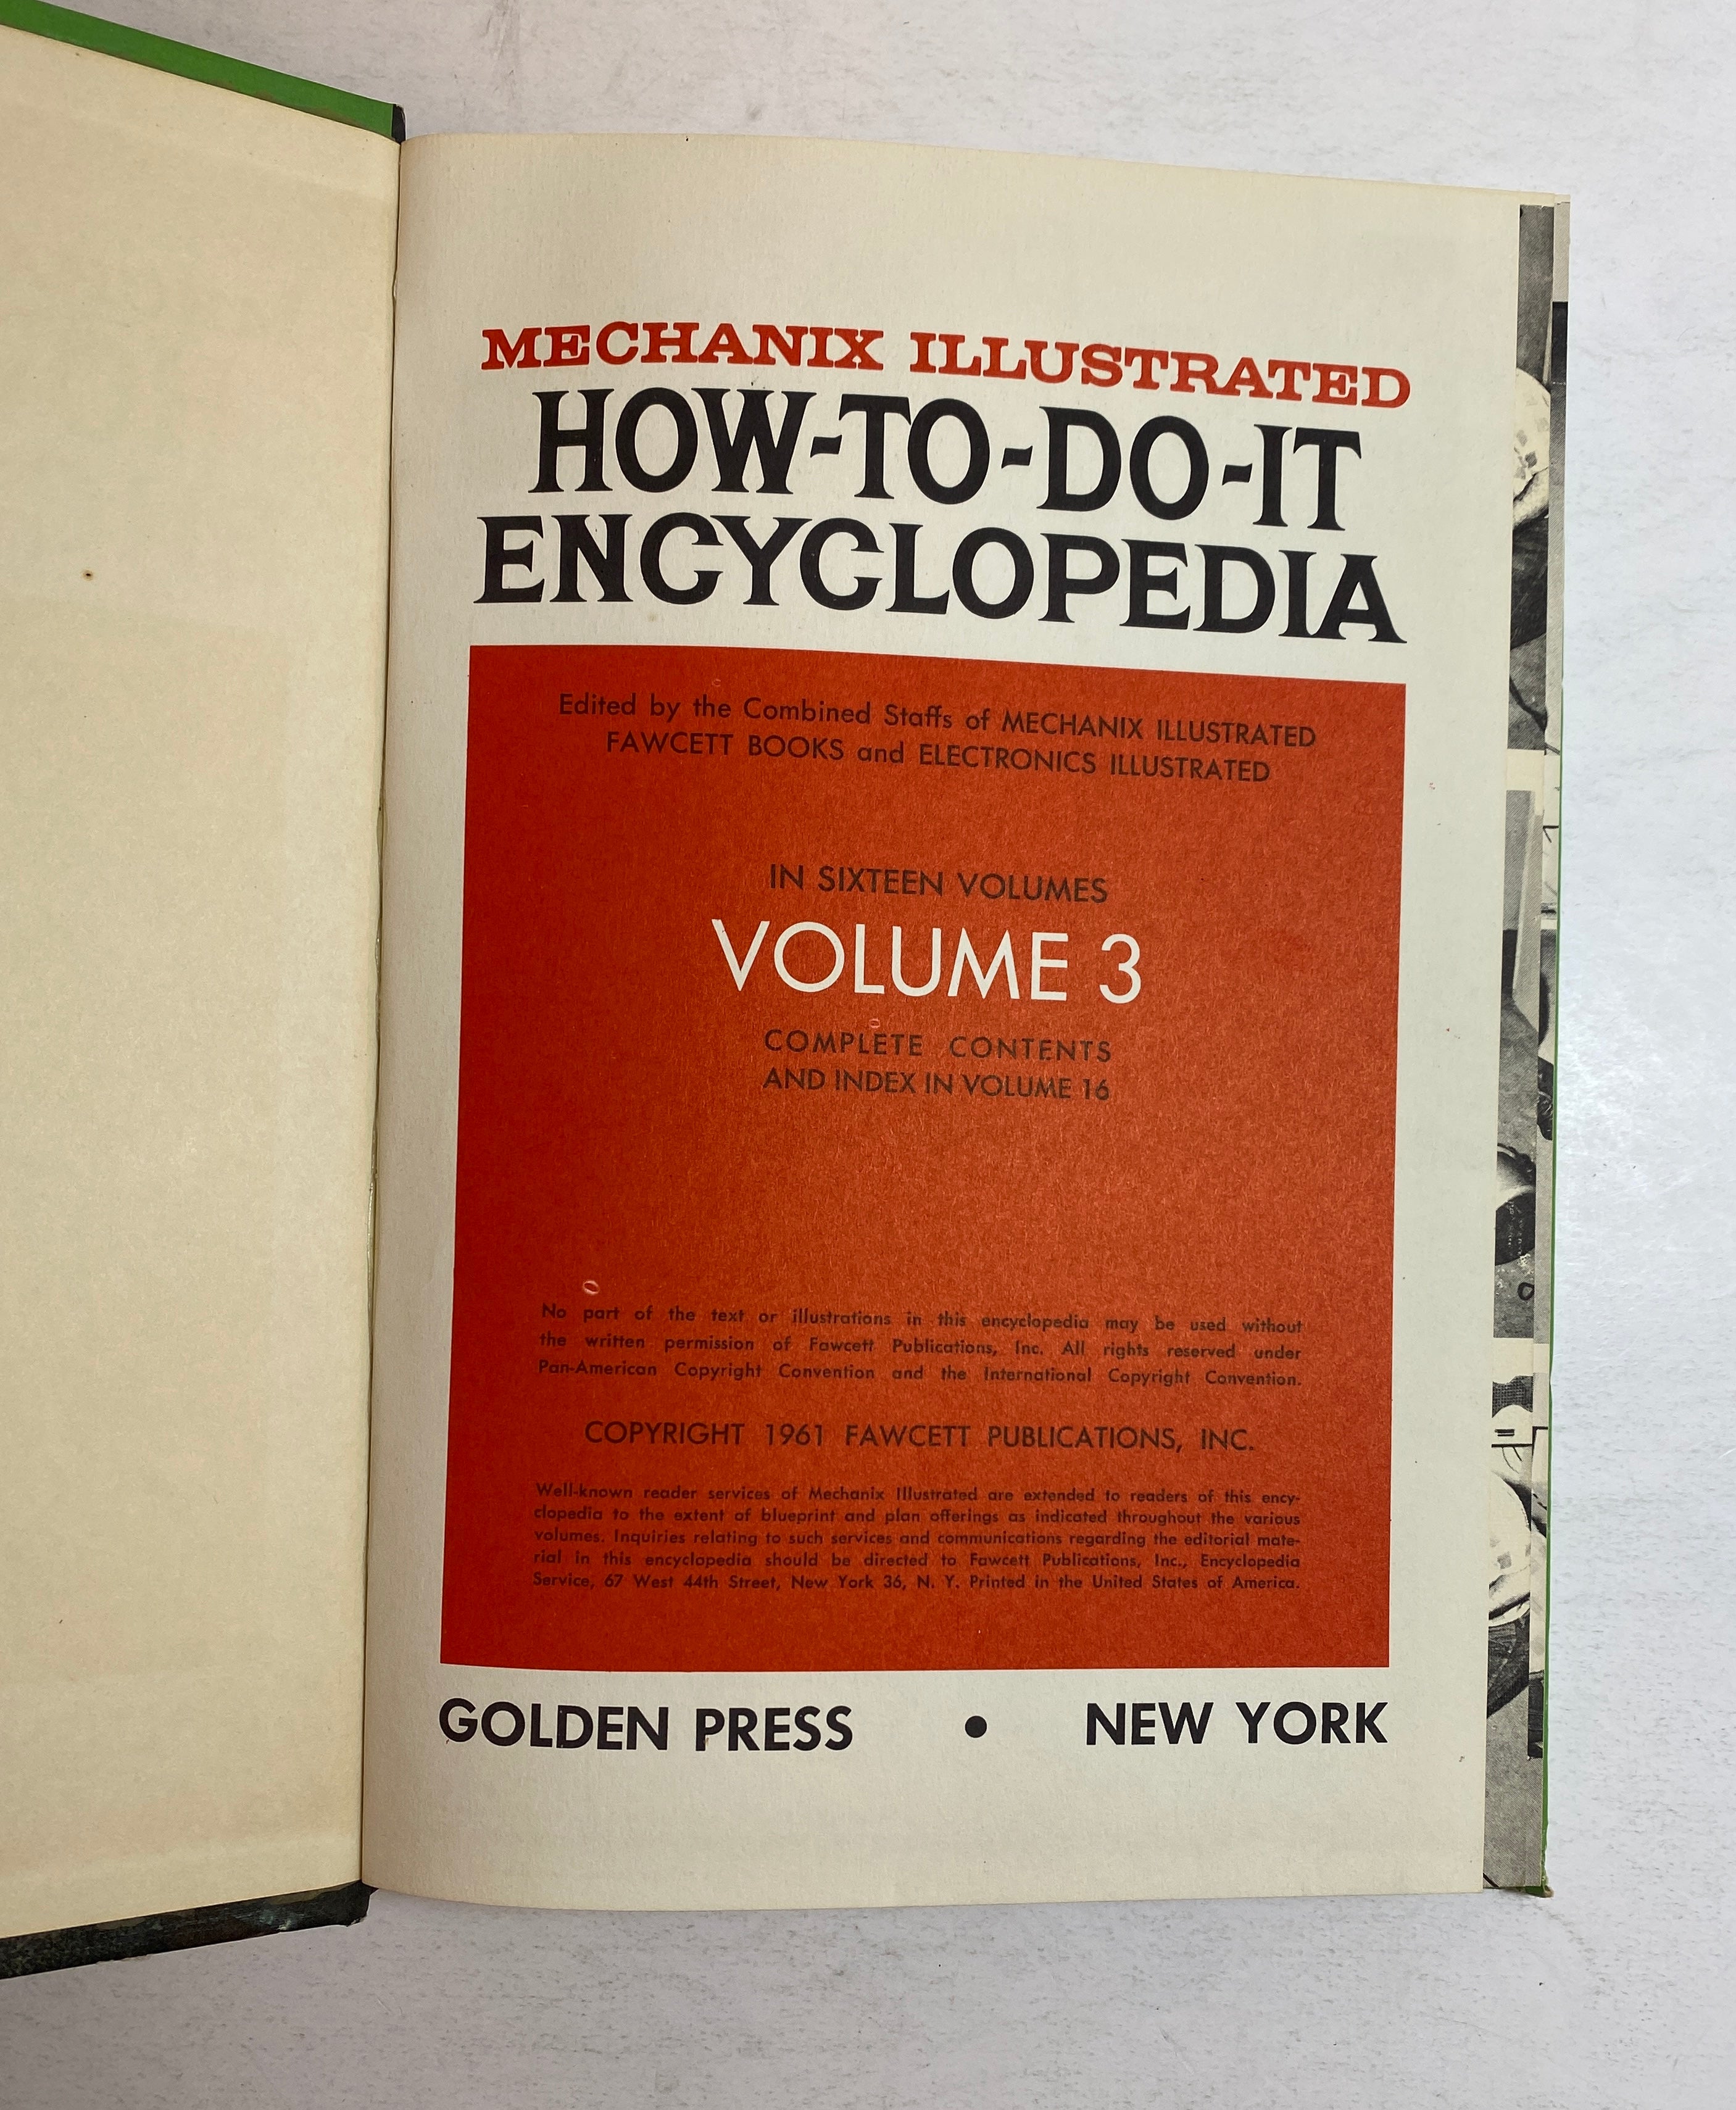 MECHANIX ILLUSTRATED
HOW-TO-DO-IT
ENCYCLOPEDIA
Edited by the Combined Staffs of MECHANIX ILLUSTRATED
FAWCETT BOOKS and ELECTRONICS ILLUSTRATED
IN SIXTEEN VOLUMES
VOLUME 3
COMPLETE CONTENTS
AND INDEX IN VOLUME 16
No part of the text or illustrations in this encyclopedia may be used without
the written permission of Fawcett Publications, Inc. All rights reserved under
Pan-American Copyright Convention and the International Copyright Convention.
COPYRIGHT 1961 FAWCETT PUBLICATIONS, INC.
Well-known reader services of Mechanix Illustrated are extended to readers of this ency-
clopedia to the extent of blueprint and plan offerings as indicated throughout the various
volumes. Inquiries relating to such services and communications regarding the editorial mate-
rial in this encyclopedia should be directed to Fawcett Publications, Inc., Encyclopedia
Service, 67 West 44th Street, New York 36, N. Y. Printed in the United States of America.
GOLDEN PRESS • NEW YORK